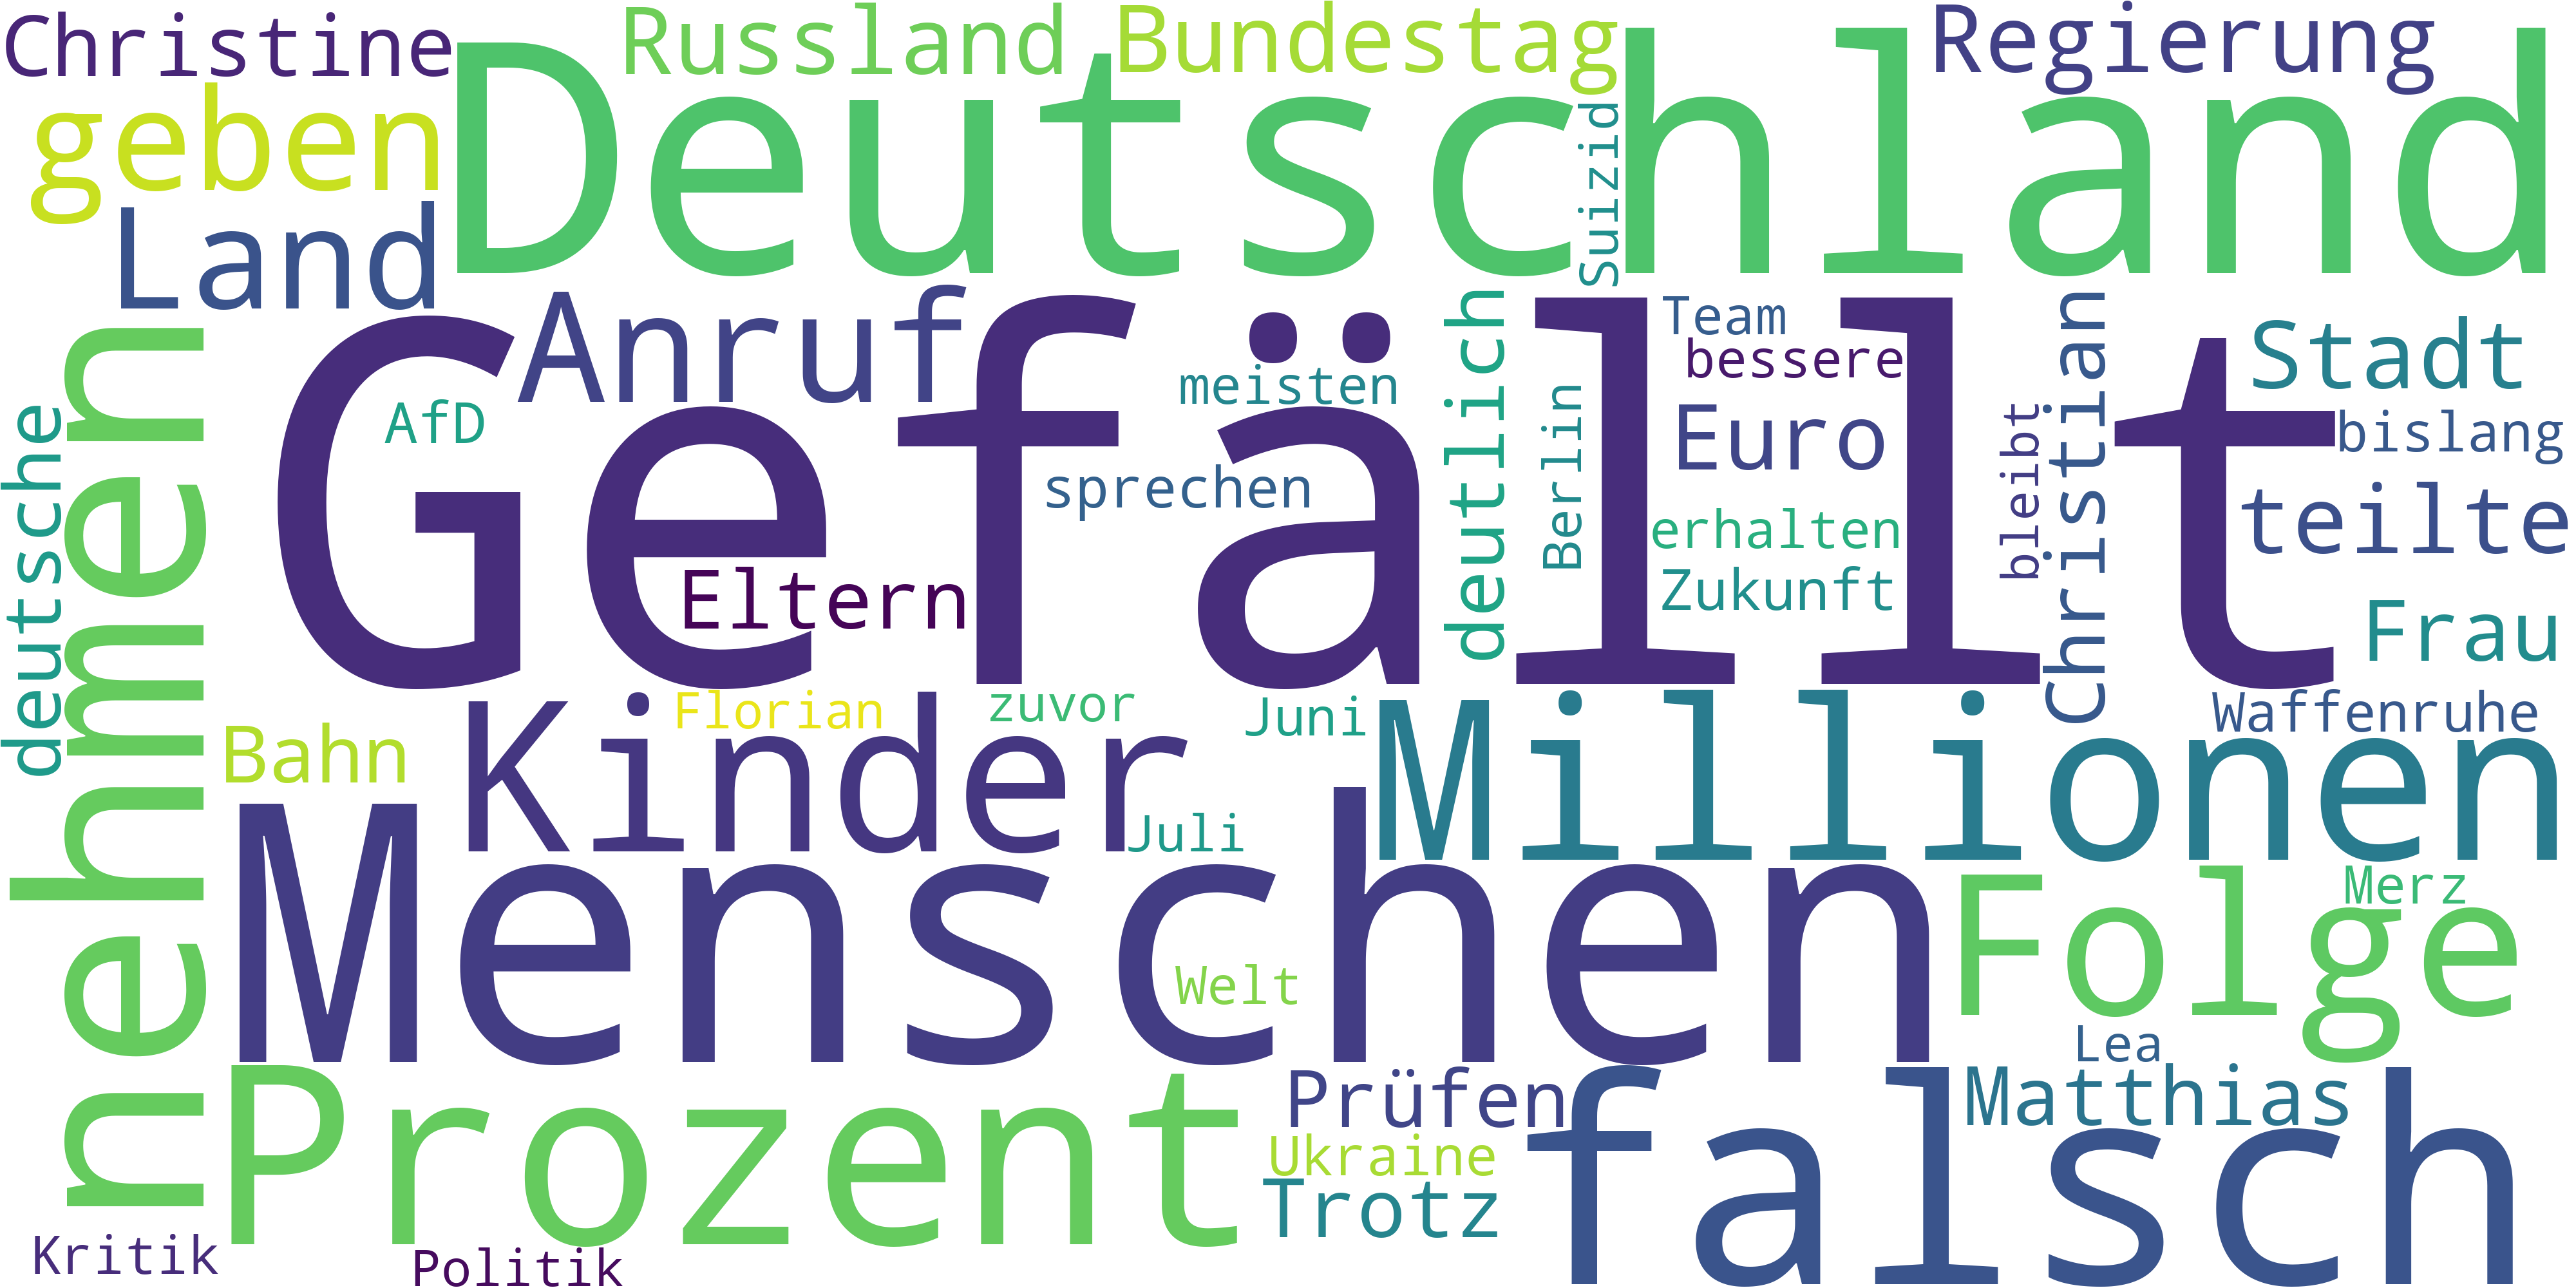 Christine
Russland
Bundestag
Regierung
geben
Deutschland
Suizid
Land
Anruf
Gefällt
Team
bessere
Stadt
meisten
AfD
deutlich
Berlin
Euro
bleibt
Christian
bislang
deutsche
nehmen
sprechen
teilte
erhalten
Zukunft
Eltern
Frau
Kinder
Florian
zuvor
Juni
Millionen
Waffenruhe
Bahn
Juli
Menschen
Folge
Merz
Welt
Lea
Prozent
Prüfen
falsch
Matthias
Ukraine
Trotz
Kritik
Politik